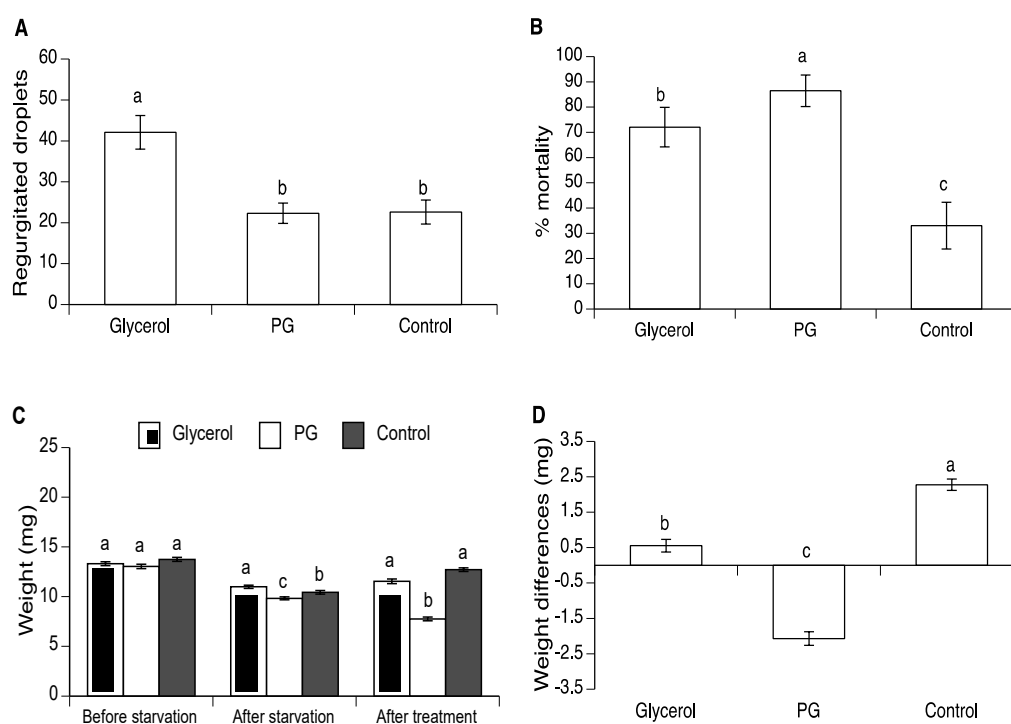 A
Regurgitated droplets
60
50
40
30
20
10
0
a
b
b
Glycerol PG Control
B
% mortality
100
90
80
70
60
50
40
30
20
10
0
b
a
c
Glycerol PG Control
C
Glycerol PG Control
Weight (mg)
25
20
15
10
5
0
a a a
a c b
a b a
Before starvation After starvation After treatment
D
Weight differences (mg)
3.5
2.5
1.5
0.5
-0.5
-1.5
-2.5
-3.5
b
c
a
Glycerol PG Control